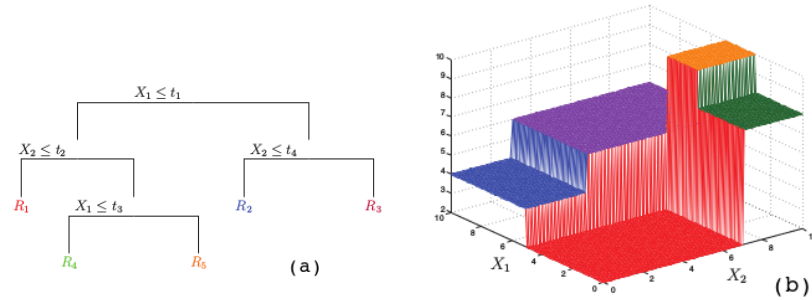 X₁ ≤ t₁
X₂ ≤ t₂
X₂ ≤ t₄
R₁
X₁ ≤ t₃
R₂
R₃
R₄
R₅
(a)
10
9
8
7
6
5
4
3
2
10
8
6
4
2
0
X₁
0
2
4
6
8
X₂
(b)